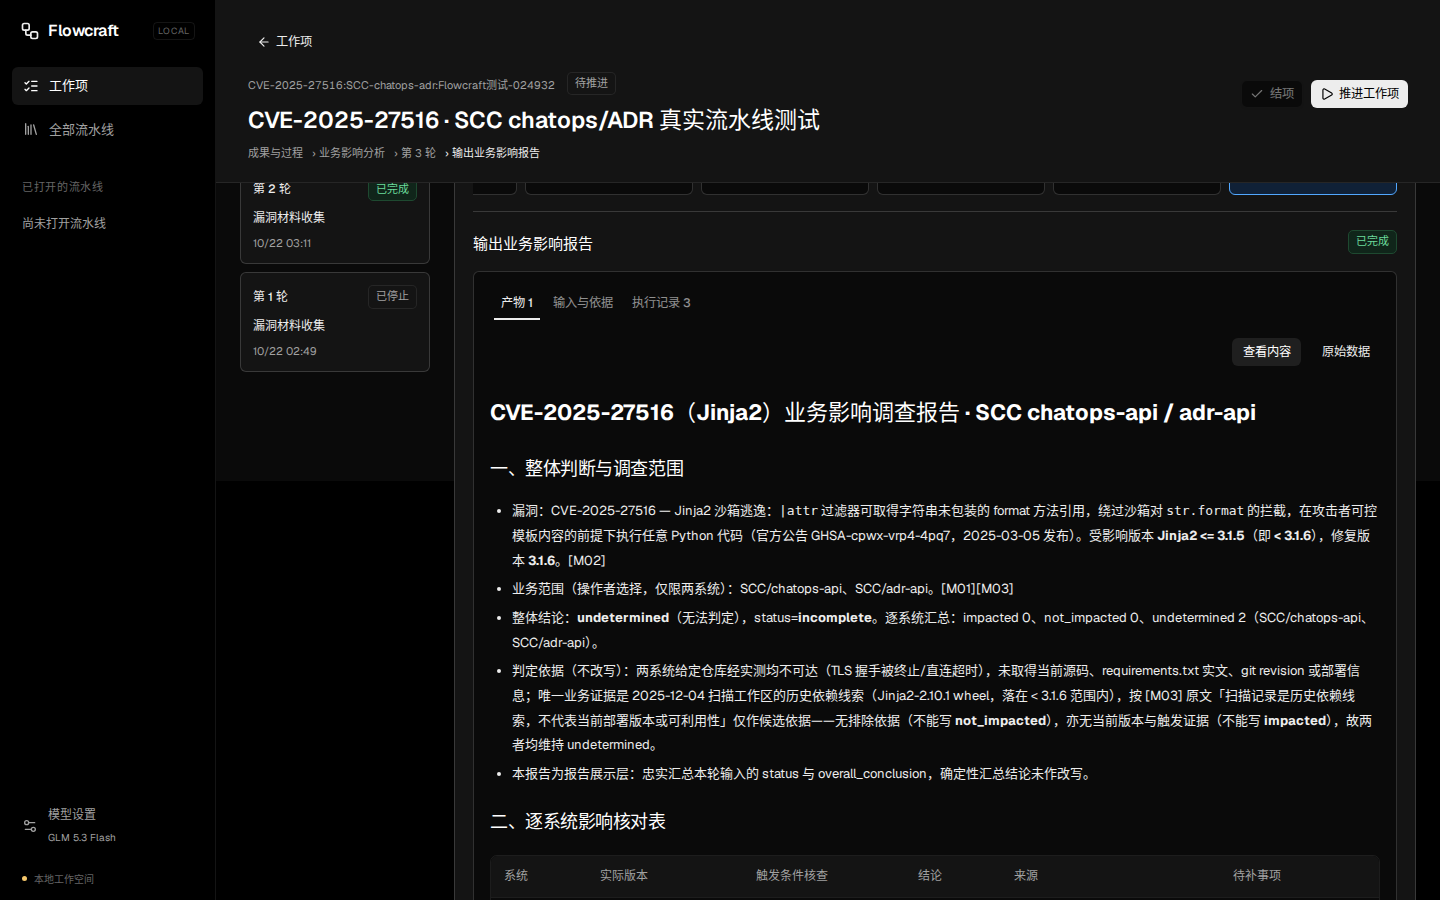 Flowcraft
LOCAL
工作项
全部流水线
已打开的流水线
尚未打开流水线
模型设置
GLM 5.3 Flash
本地工作空间
工作项
CVE-2025-27516:SCC-chatops-adr:Flowcraft测试-024932
待推进
CVE-2025-27516 · SCC chatops/ADR 真实流水线测试
成果与过程 › 业务影响分析 › 第 3 轮 › 输出业务影响报告
结项
推进工作项
第 2 轮
已完成
漏洞材料收集
10/22 03:11
第 1 轮
已停止
漏洞材料收集
10/22 02:49
输出业务影响报告
已完成
产物 1
输入与依据
执行记录 3
查看内容
原始数据
CVE-2025-27516（Jinja2）业务影响调查报告 · SCC chatops-api / adr-api
一、整体判断与调查范围
• 漏洞：CVE-2025-27516 — Jinja2 沙箱逃逸：|attr 过滤器可取得字符串未包装的 format 方法引用，绕过沙箱对 str.format 的拦截，在攻击者可控
模板内容的前提下执行任意 Python 代码（官方公告 GHSA-cpwx-vrp4-4pq7，2025-03-05 发布）。受影响版本 Jinja2 <= 3.1.5（即 < 3.1.6），修复版
本 3.1.6。[M02]
• 业务范围（操作者选择，仅限两系统）：SCC/chatops-api、SCC/adr-api。[M01][M03]
• 整体结论：undetermined（无法判定），status=incomplete。逐系统汇总：impacted 0、not_impacted 0、undetermined 2（SCC/chatops-api、
SCC/adr-api）。
• 判定依据（不改写）：两系统给定仓库经实测均不可达（TLS 握手被终止/直连超时），未取得当前源码、requirements.txt 实文、git revision 或部署信
息；唯一业务证据是 2025-12-04 扫描工作区的历史依赖线索（Jinja2-2.10.1 wheel，落在 < 3.1.6 范围内），按 [M03] 原文「扫描记录是历史依赖线
索，不代表当前部署版本或可利用性」仅作候选依据——无排除依据（不能写 not_impacted），亦无当前版本与触发证据（不能写 impacted），故两
者均维持 undetermined。
• 本报告为报告展示层：忠实汇总本轮输入的 status 与 overall_conclusion，确定性汇总结论未作改写。
二、逐系统影响核对表
系统
实际版本
触发条件核查
结论
来源
待补事项